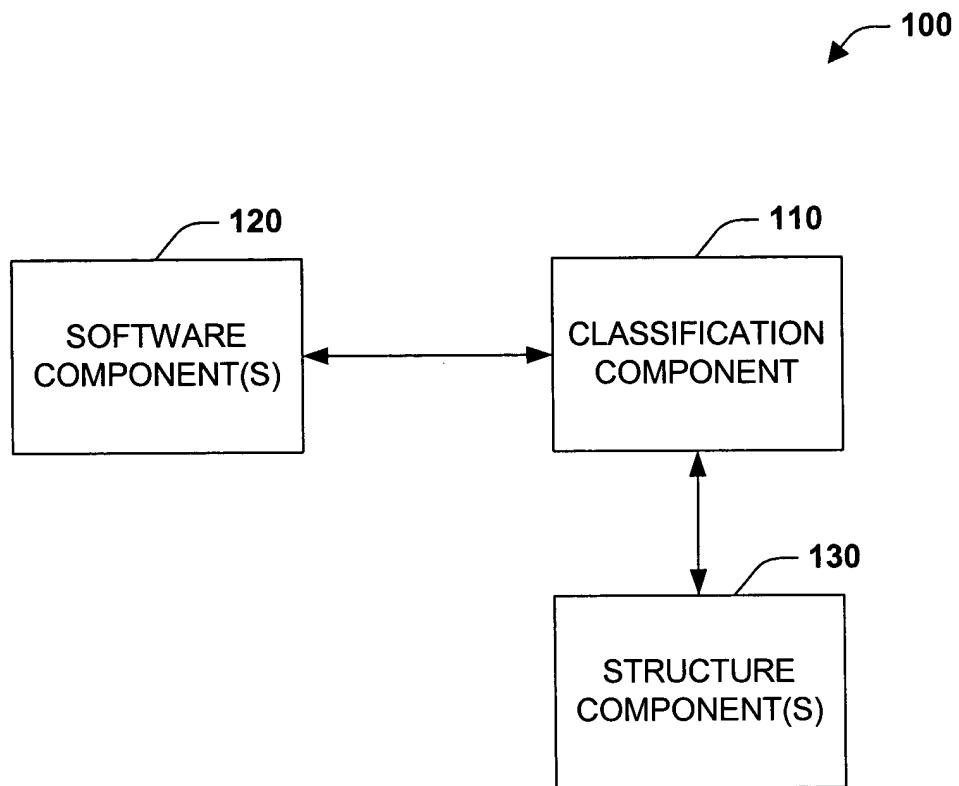 100
120
110
SOFTWARE
COMPONENT(S)
CLASSIFICATION
COMPONENT
130
STRUCTURE
COMPONENT(S)